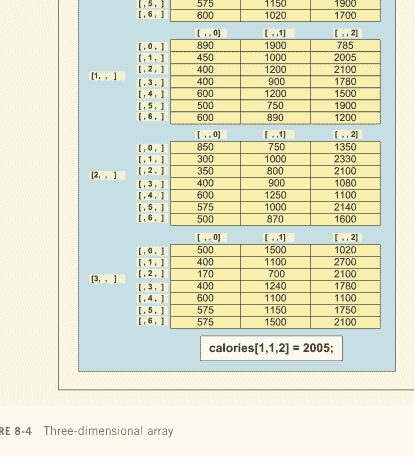 [ , 5 , ] 575 1150 1900
[ , 6 , ] 600 1020 1700
[ , , 0] [ , ,1] [ , , 2]
[ , 0 , ] 890 1900 785
[ , 1 , ] 450 1000 2005
[ , 2 , ] 400 1200 2100
[1, , ] [ , 3 , ] 400 900 1780
[ , 4 , ] 600 1200 1500
[ , 5 , ] 500 750 1900
[ , 6 , ] 600 890 1200
[ , , 0] [ , ,1] [ , , 2]
[ , 0 , ] 850 750 1350
[ , 1 , ] 300 1000 2330
[ , 2 , ] 350 800 2100
[2, , ] [ , 3 , ] 400 900 1080
[ , 4 , ] 600 1250 1100
[ , 5 , ] 575 1000 2140
[ , 6 , ] 500 870 1600
[ , , 0] [ , ,1] [ , , 2]
[ , 0 , ] 500 1500 1020
[ , 1 , ] 400 1100 2700
[ , 2 , ] 170 700 2100
[3, , ] [ , 3 , ] 400 1240 1780
[ , 4 , ] 600 1100 1100
[ , 5 , ] 575 1150 1750
[ , 6 , ] 575 1500 2100
calories[1,1,2] = 2005;
RE 8-4 Three-dimensional array